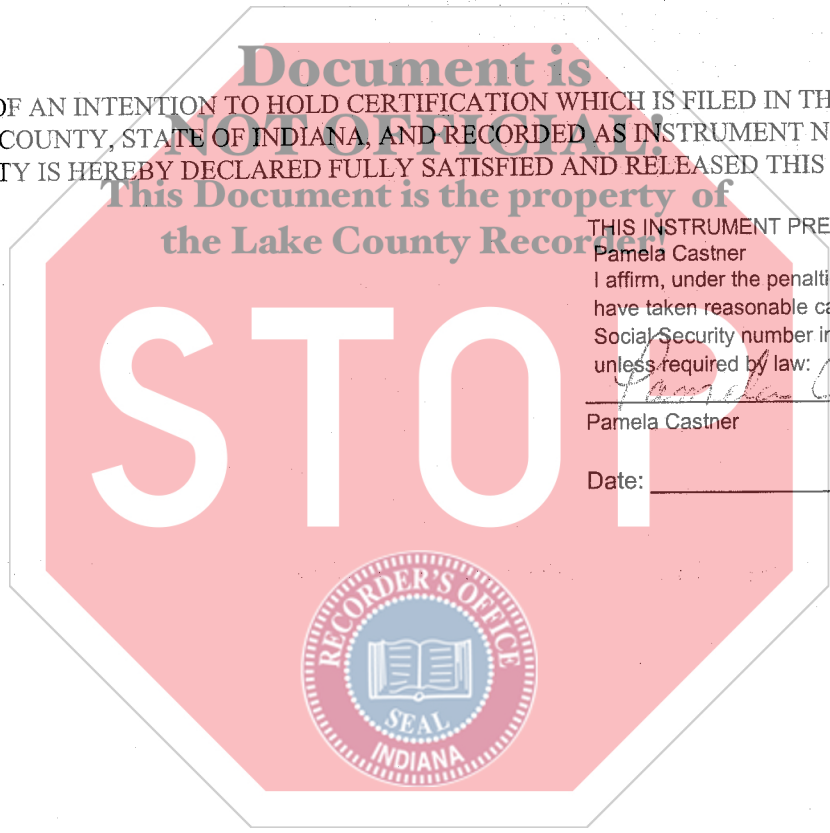 Document is
OF AN INTENTION TO HOLD CERTIFICATION WHICH IS FILED IN TH
NOT OFFICIAL!
COUNTY, STATE OF INDIANA, AND RECORDED AS INSTRUMENT N
TY IS HEREBY DECLARED FULLY SATISFIED AND RELEASED THIS
This Document is the property of
the Lake County Recorder!
THIS INSTRUMENT PRE
Pamela Castner
I affirm, under the penalti
have taken reasonable ca
Social Security number in
unless required by law:
Pamela C
Pamela Castner
Date:
STOP
RECORDER'S OFFICE
SEAL
INDIANA